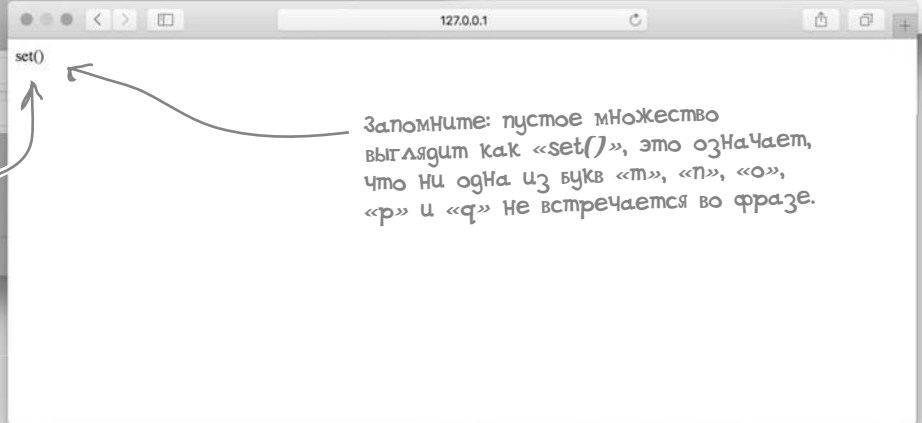 127.0.0.1
set()
Запомните: пустое множество
выглядит как «set()», это означает,
что ни одна из букв «m», «n», «o»,
«p» и «q» не встречается во фразе.